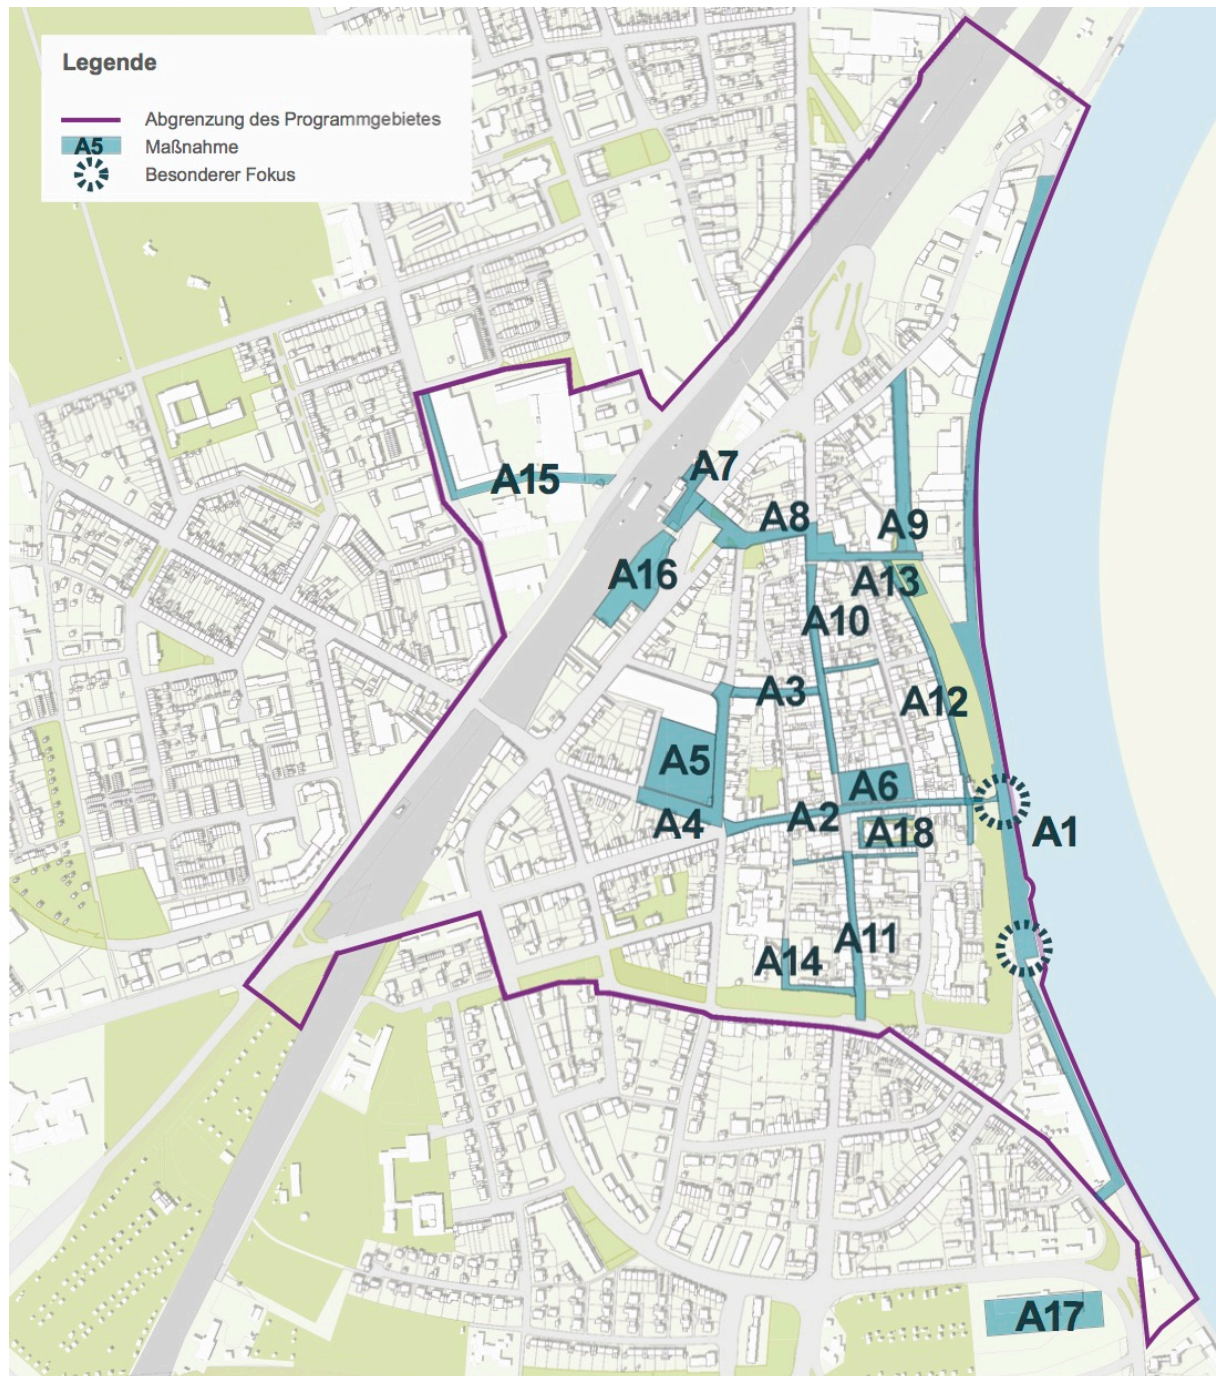 Legende
Abgrenzung des Programmgebietes
A5 Maßnahme
Besonderer Fokus
A7
A15
A8
A9
A16
A13
A10
A3
A12
A5
A6
A4
A2
A18
A1
A11
A14
A17